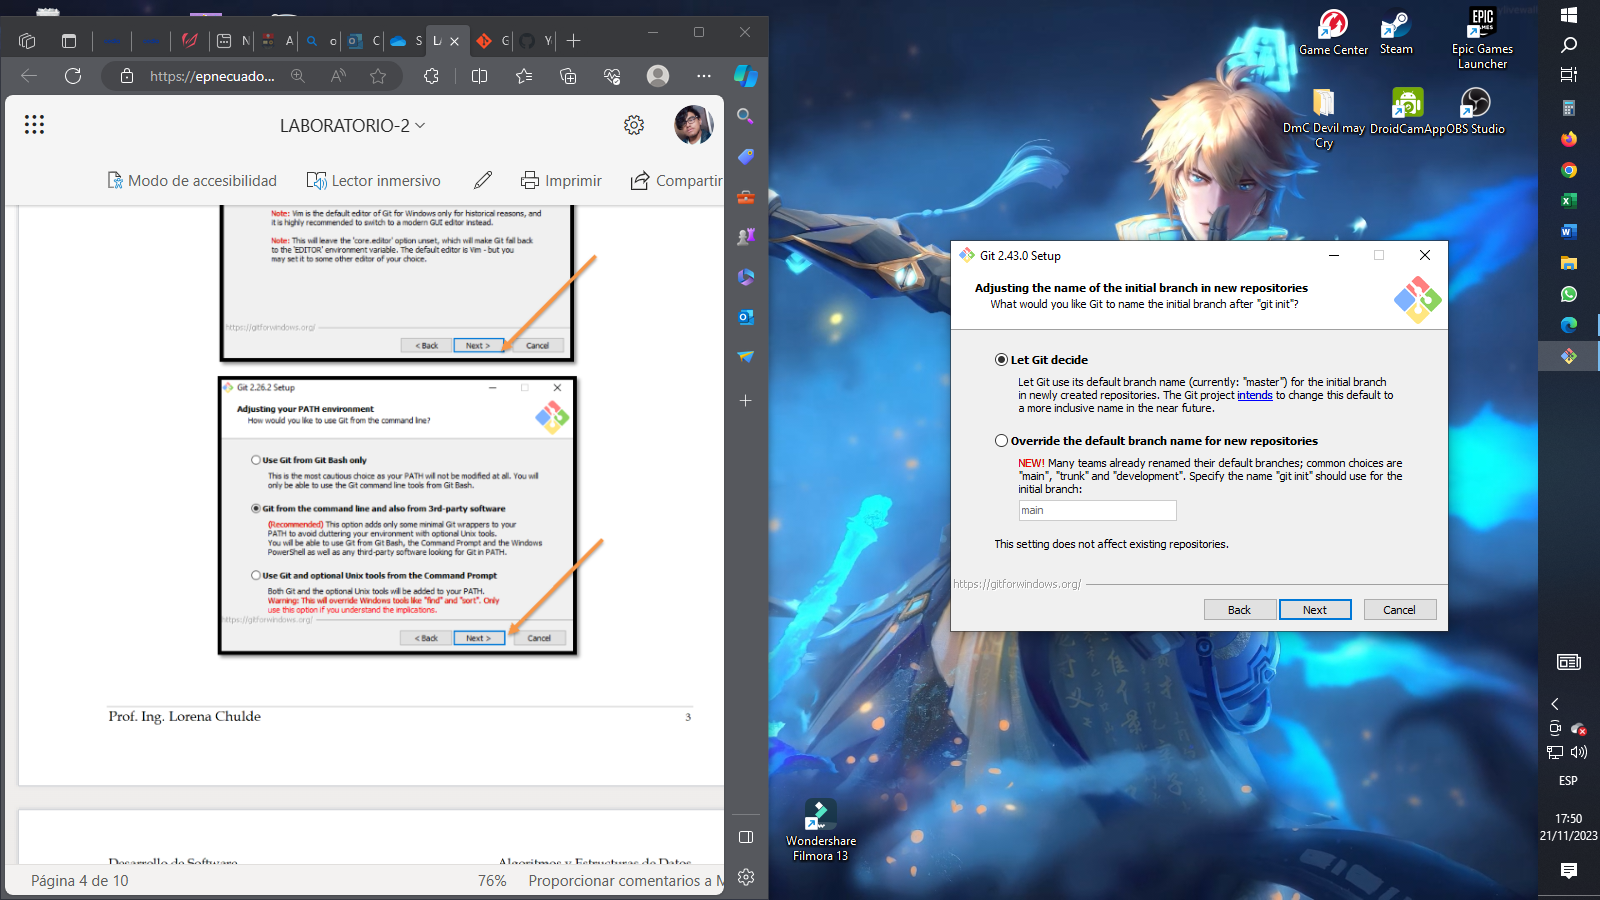 N
A
o
C
S
LA
G
Y
https://epnecuado...
LABORATORIO-2
Modo de accesibilidad
Lector inmersivo
Imprimir
Compartir
Note: Vim is the default editor of Git for Windows only for historical reasons, and
it is highly recommended to switch to a modern GUI editor instead.
Note: This will leave the 'core.editor' option unset, which will make Git fall back
to the 'EDITOR' environment variable. The default editor is Vim - but you
may set it to some other editor of your choice.
https://gitforwindows.org/
< Back
Next >
Cancel
Git 2.26.2 Setup
Adjusting your PATH environment
How would you like to use Git from the command line?
Use Git from Git Bash only
This is the most cautious choice as your PATH will not be modified at all. You will
only be able to use the Git command line tools from Git Bash.
Git from the command line and also from 3rd-party software
(Recommended) This option adds only some minimal Git wrappers to your
PATH to avoid cluttering your environment with optional Unix tools.
You will be able to use Git from Git Bash, the Command Prompt and the Windows
PowerShell as well as any third-party software looking for Git in PATH.
Use Git and optional Unix tools from the Command Prompt
Both Git and the optional Unix tools will be added to your PATH.
Warning: This will override Windows tools like "find" and "sort". Only
use this option if you understand the implications.
https://gitforwindows.org/
< Back
Next >
Cancel
Prof. Ing. Lorena Chulde
3
Desarrollo de Software
Algoritmos y Estructuras de Datos
Página 4 de 10
76%
Proporcionar comentarios a M
Game Center
Steam
Epic Games
Launcher
DmC Devil may
Cry
DroidCamApp
OBS Studio
Git 2.43.0 Setup
Adjusting the name of the initial branch in new repositories
What would you like Git to name the initial branch after "git init"?
Let Git decide
Let Git use its default branch name (currently: "master") for the initial branch
in newly created repositories. The Git project intends to change this default to
a more inclusive name in the near future.
Override the default branch name for new repositories
NEW! Many teams already renamed their default branches; common choices are
"main", "trunk" and "development". Specify the name "git init" should use for the
initial branch:
main
This setting does not affect existing repositories.
https://gitforwindows.org/
Back
Next
Cancel
Wondershare
Filmora 13
ESP
17:50
21/11/2023